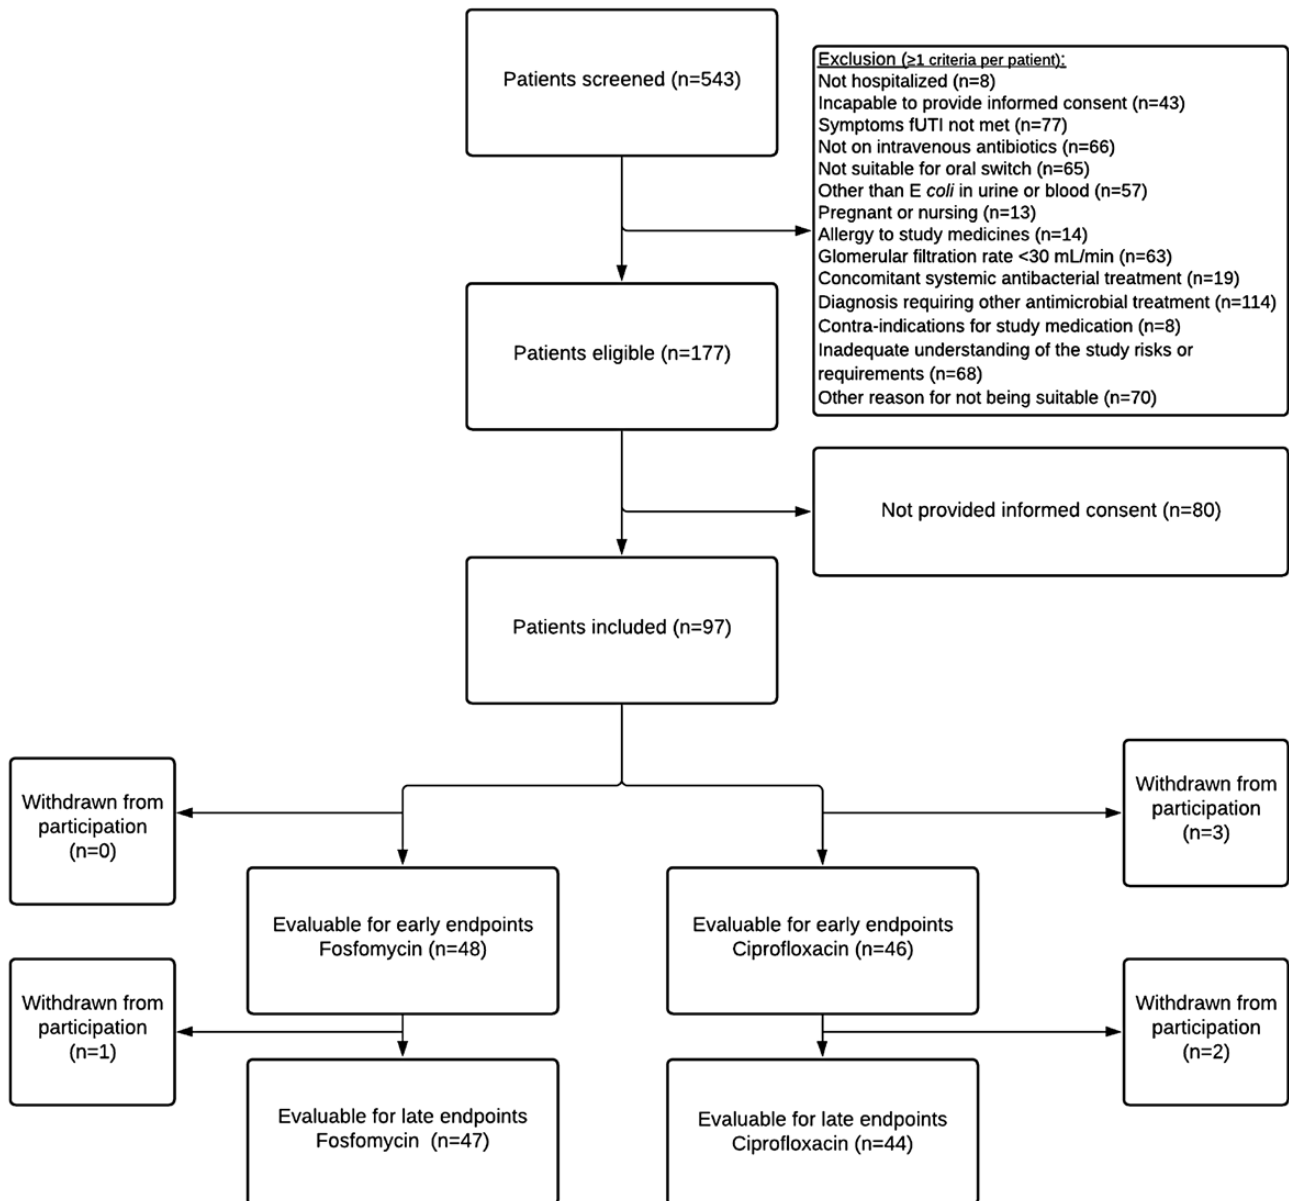 Patients screened (n=543)
Exclusion (≥1 criteria per patient):
Not hospitalized (n=8)
Incapable to provide informed consent (n=43)
Symptoms fUTI not met (n=77)
Not on intravenous antibiotics (n=66)
Not suitable for oral switch (n=65)
Other than E coli in urine or blood (n=57)
Pregnant or nursing (n=13)
Allergy to study medicines (n=14)
Glomerular filtration rate <30 mL/min (n=63)
Concomitant systemic antibacterial treatment (n=19)
Diagnosis requiring other antimicrobial treatment (n=114)
Contra-indications for study medication (n=8)
Inadequate understanding of the study risks or
requirements (n=68)
Other reason for not being suitable (n=70)
Patients eligible (n=177)
Not provided informed consent (n=80)
Patients included (n=97)
Withdrawn from
participation
(n=0)
Withdrawn from
participation
(n=3)
Evaluable for early endpoints
Fosfomycin (n=48)
Evaluable for early endpoints
Ciprofloxacin (n=46)
Withdrawn from
participation
(n=1)
Withdrawn from
participation
(n=2)
Evaluable for late endpoints
Fosfomycin (n=47)
Evaluable for late endpoints
Ciprofloxacin (n=44)